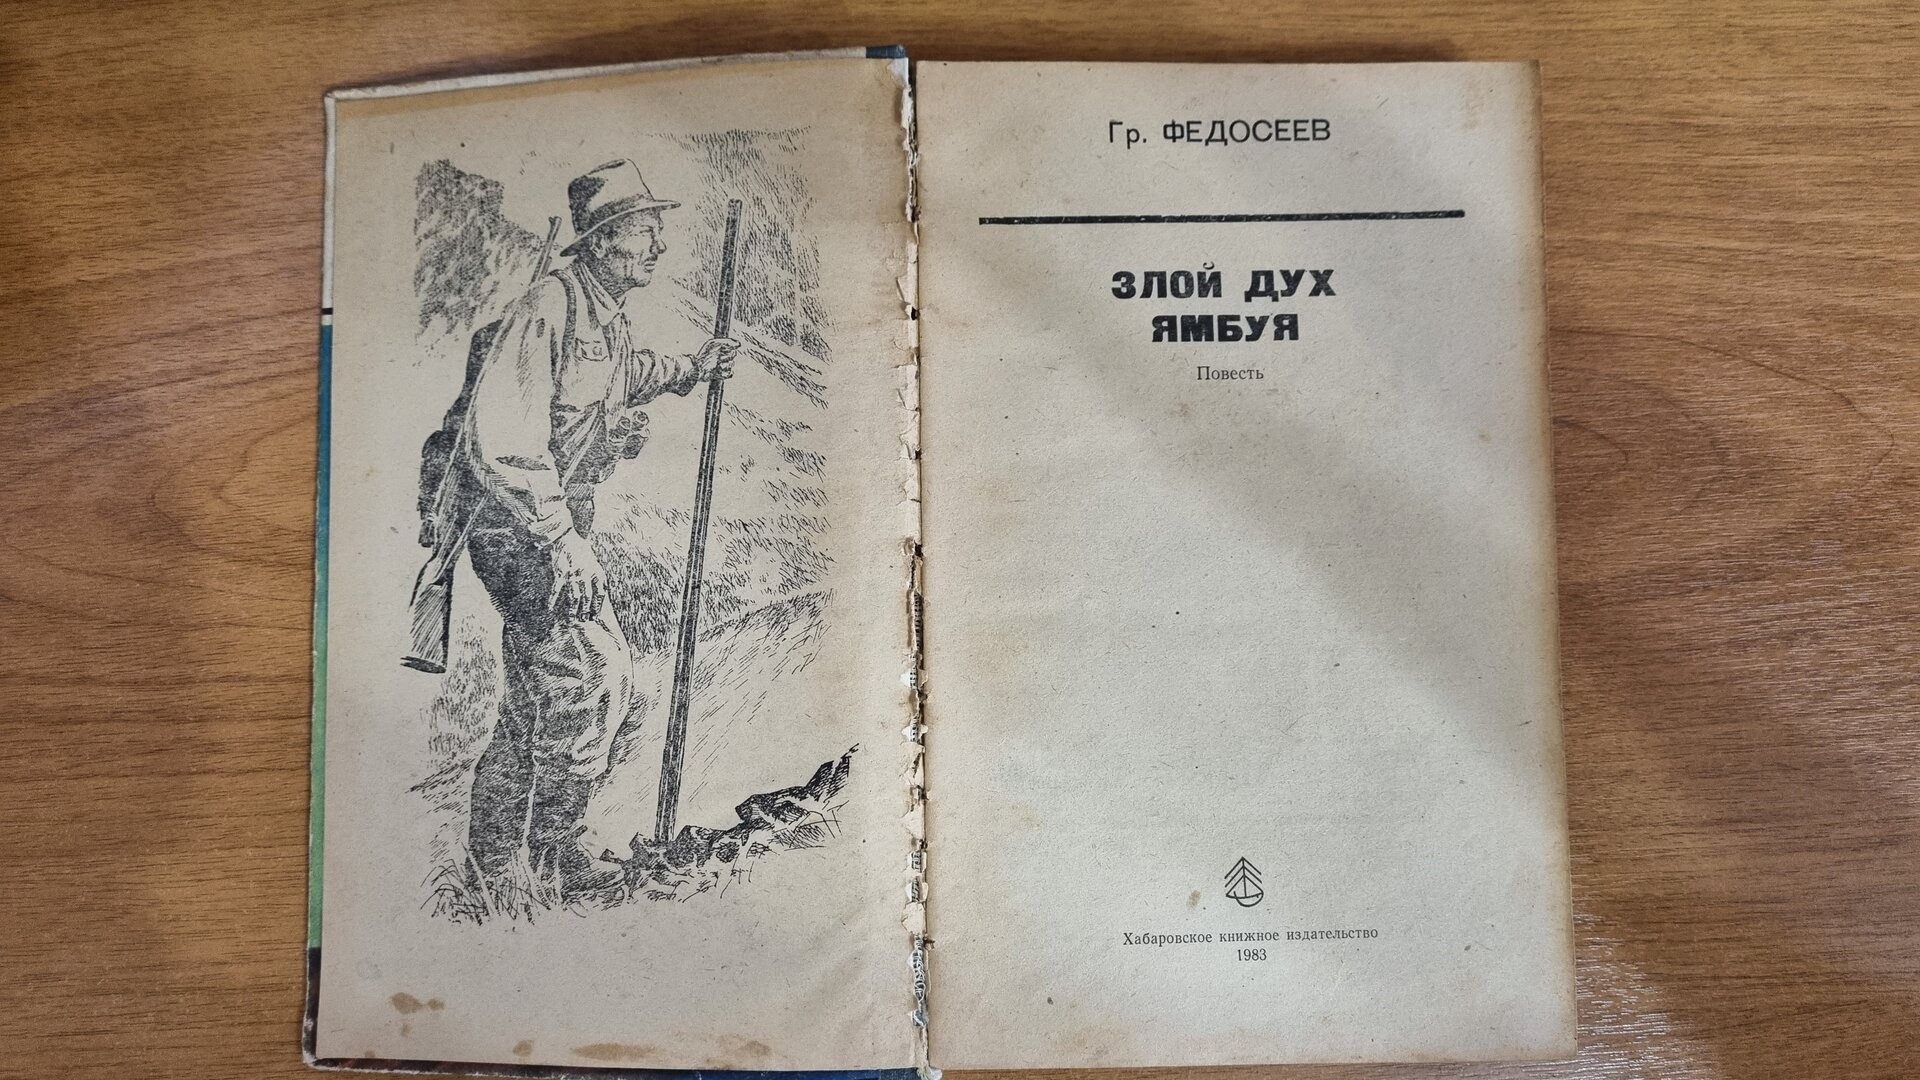 Гр. ФЕДОСЕЕВ
ЗЛОЙ ДУХ
ЯМБУЯ
Повесть
Хабаровское книжное издательство
1983